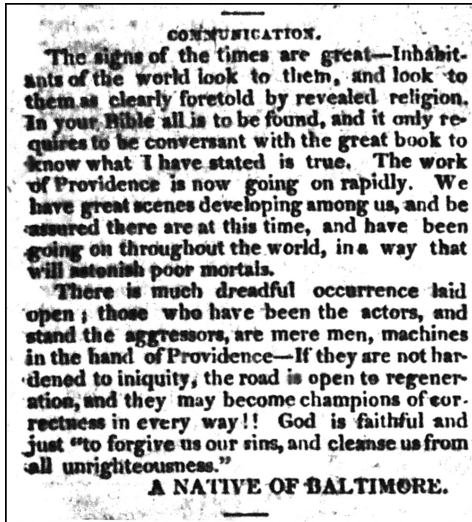 COMMUNICATION.
The signs of the times are great—Inhabit-
ants of the world look to them, and look to
them as clearly foretold by revealed religion.
In your Bible all is to be found, and it only re-
quires to be conversant with the great book to
know what I have stated is true. The work
of Providence is now going on rapidly. We
have great scenes developing among us, and be
assured there are at this time, and have been
going on throughout the world, in a way that
will astonish poor mortals.
There is much dreadful occurrence laid
open; those who have been the actors, and
stand the aggressors, are mere men, machines
in the hand of Providence—If they are not har-
dened to iniquity, the road is open to regener-
ation, and they may become champions of cor-
rectness in every way!! God is faithful and
just "to forgive us our sins, and cleanse us from
all unrighteousness."
A NATIVE OF BALTIMORE.